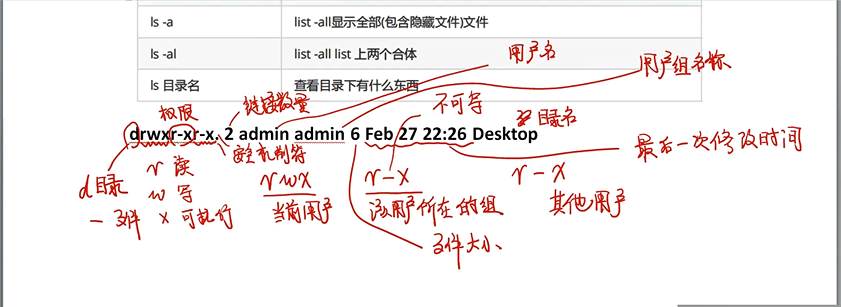 ls -a list -all显示全部(包含隐藏文件)文件
ls -al list -all list 上两个合体
用户名
用户组名称
ls 目录名 查看目录下有什么东西
权限 链接数量 不可写
目录名
drwxr-xr-x. 2 admin admin 6 Feb 27 22:26 Desktop
安全机制符
最后一次修改时间
d目录 r 读 rwx r-x r-x
w 写
- 文件 x 可执行 当前用户 该用户所在的组 其他用户
文件大小